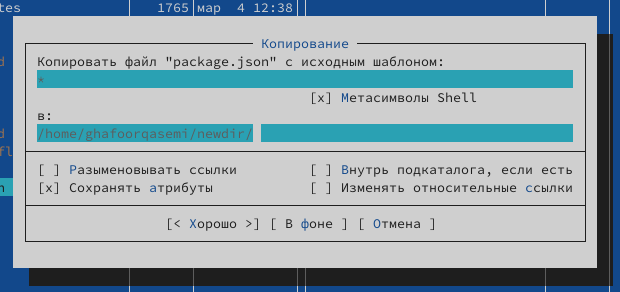 tes 1765 мар 4 12:38
Копирование
Копировать файл "package.json" с исходным шаблоном:
*
[x] Метасимволы Shell
в:
/home/ghafoorqasemi/newdir/
[ ] Разыменовывать ссылки [ ] Внутрь подкаталога, если есть
[x] Сохранять атрибуты [ ] Изменять относительные ссылки
[< Хорошо >] [ В фоне ] [ Отмена ]